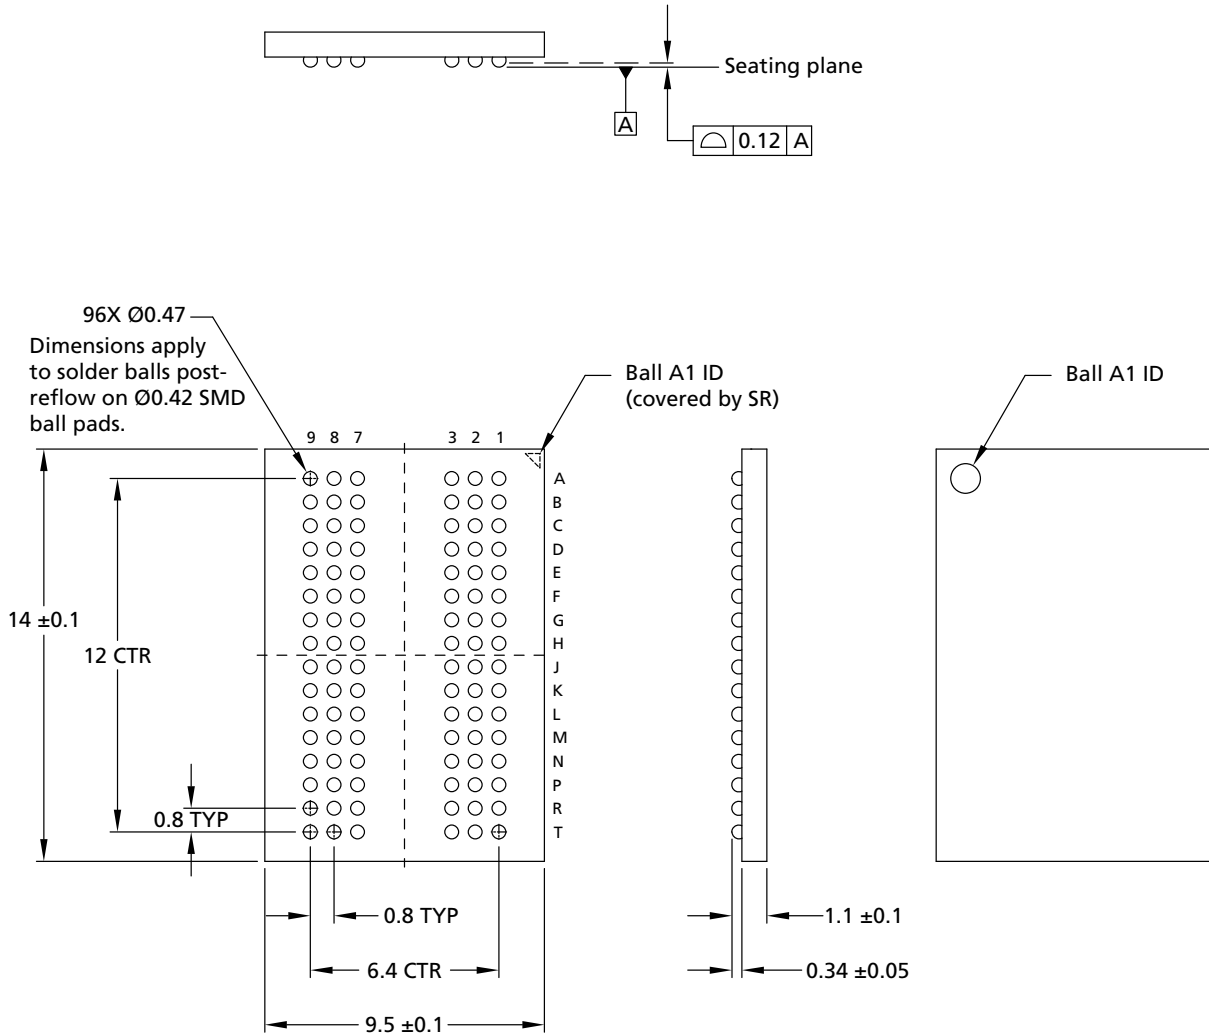 Seating plane
A
0.12 A
96X Ø0.47
Dimensions apply
to solder balls post-
reflow on Ø0.42 SMD
ball pads.
Ball A1 ID
(covered by SR)
Ball A1 ID
9 8 7 3 2 1
A
B
C
D
E
F
G
H
J
K
L
M
N
P
R
T
14 ±0.1
12 CTR
0.8 TYP
0.8 TYP
1.1 ±0.1
6.4 CTR
0.34 ±0.05
9.5 ±0.1